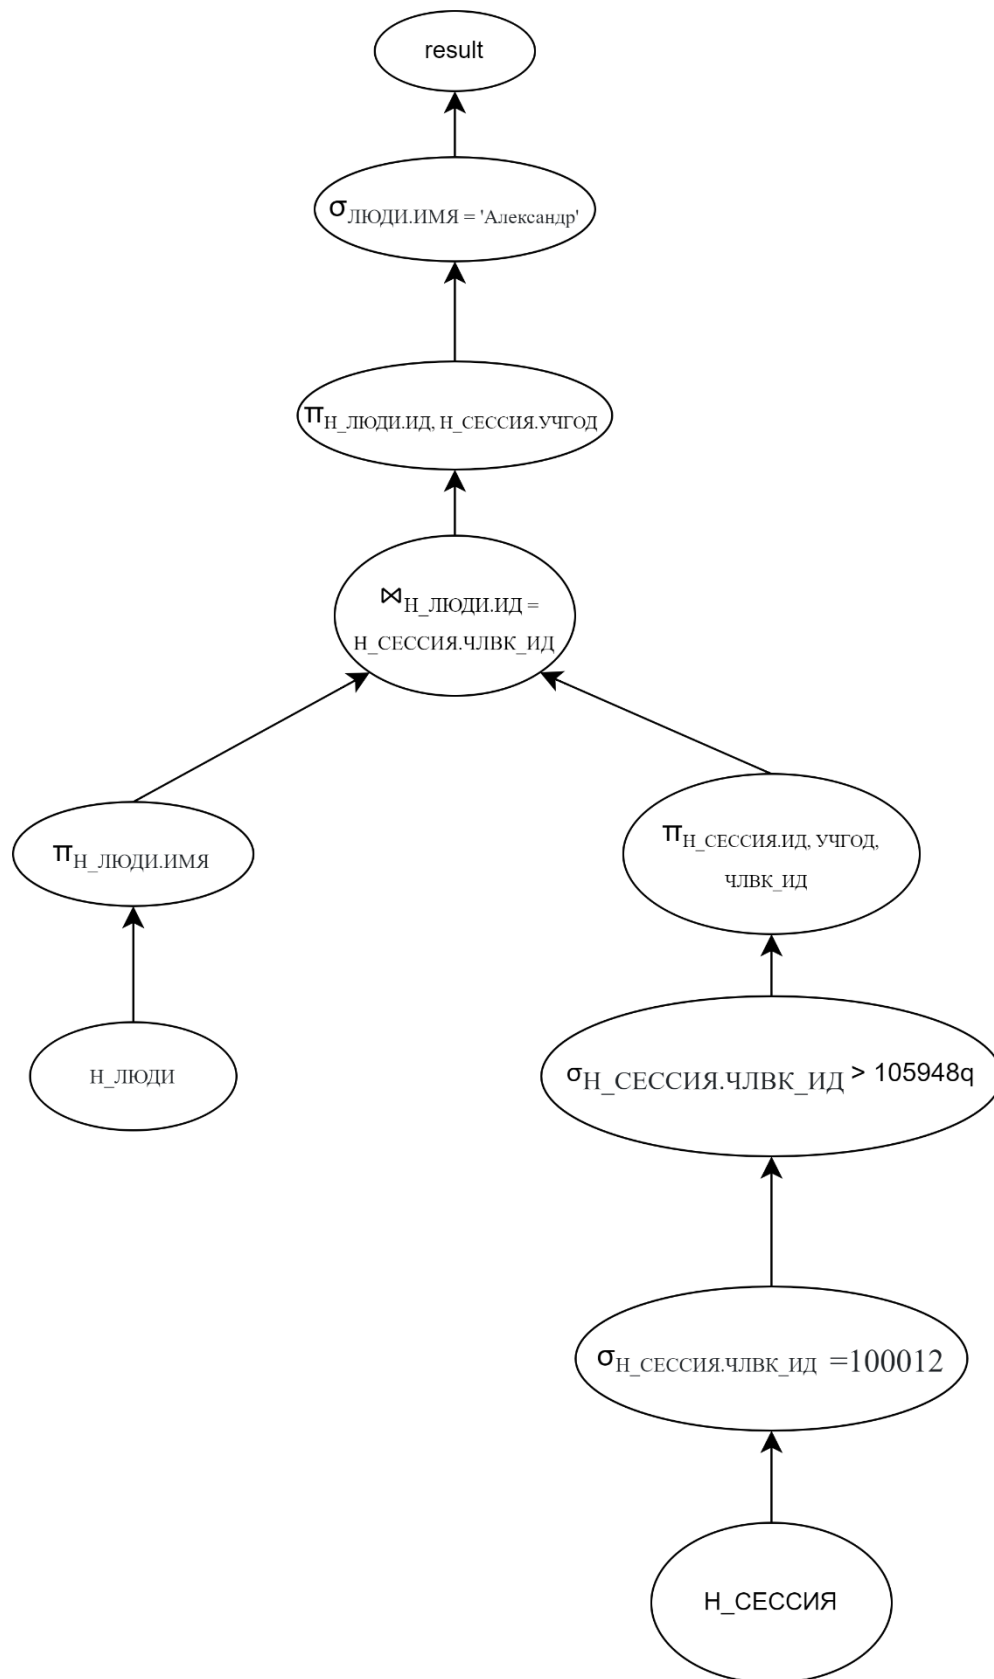 result
σЛЮДИ.ИМЯ = 'Александр'
πН_ЛЮДИ.ИД, Н_СЕССИЯ.УЧГОД
⋈Н_ЛЮДИ.ИД =
Н_СЕССИЯ.ЧЛВК_ИД
πН_ЛЮДИ.ИМЯ
πН_СЕССИЯ.ИД, УЧГОД,
ЧЛВК_ИД
Н_ЛЮДИ
σН_СЕССИЯ.ЧЛВК_ИД > 105948q
σН_СЕССИЯ.ЧЛВК_ИД =100012
Н_СЕССИЯ